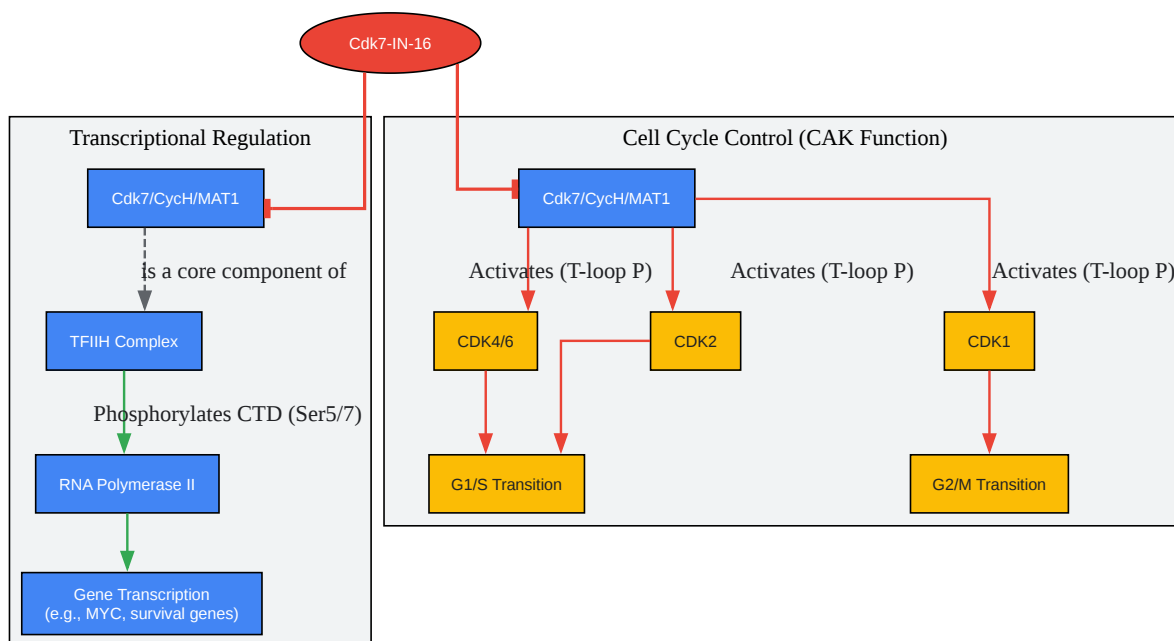 Cdk7-IN-16
Transcriptional Regulation
Cdk7/CycH/MAT1
is a core component of
TFIIH Complex
Phosphorylates CTD (Ser5/7)
RNA Polymerase II
Gene Transcription
(e.g., MYC, survival genes)
Cell Cycle Control (CAK Function)
Cdk7/CycH/MAT1
Activates (T-loop P)
Activates (T-loop P)
Activates (T-loop P)
CDK4/6
CDK2
CDK1
G1/S Transition
G2/M Transition